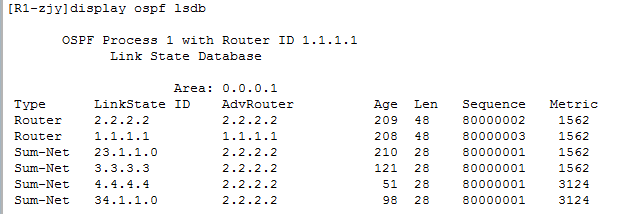 [R1-zjy]display ospf lsdb
OSPF Process 1 with Router ID 1.1.1.1
Link State Database
Area: 0.0.0.1
Type LinkState ID AdvRouter Age Len Sequence Metric
Router 2.2.2.2 2.2.2.2 209 48 80000002 1562
Router 1.1.1.1 1.1.1.1 208 48 80000003 1562
Sum-Net 23.1.1.0 2.2.2.2 210 28 80000001 1562
Sum-Net 3.3.3.3 2.2.2.2 121 28 80000001 1562
Sum-Net 4.4.4.4 2.2.2.2 51 28 80000001 3124
Sum-Net 34.1.1.0 2.2.2.2 98 28 80000001 3124